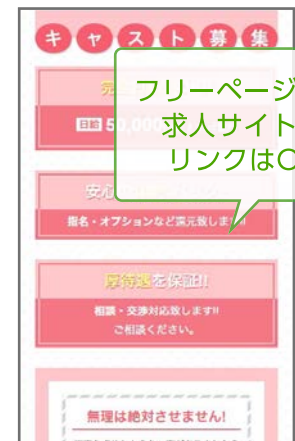 キャスト募集
フリーページ
求人サイト
リンクは
日給 50,000
安心
指名・オプションなど還元致します!!
厚待遇を保証!!
相談・交渉対応致します!!
ご相談ください。
無理は絶対させません!